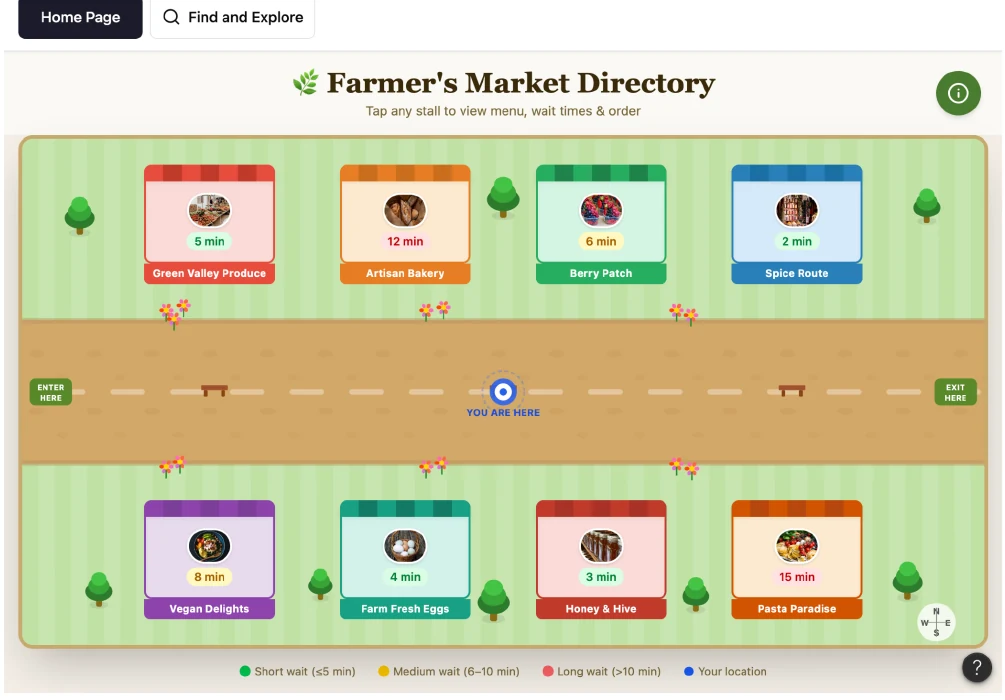 Home Page
Find and Explore
Farmer's Market Directory
Tap any stall to view menu, wait times & order
5 min
Green Valley Produce
12 min
Artisan Bakery
6 min
Berry Patch
2 min
Spice Route
ENTER
HERE
YOU ARE HERE
EXIT
HERE
8 min
Vegan Delights
4 min
Farm Fresh Eggs
3 min
Honey & Hive
15 min
Pasta Paradise
N
W E
S
Short wait (≤5 min) Medium wait (6–10 min) Long wait (>10 min) Your location
?